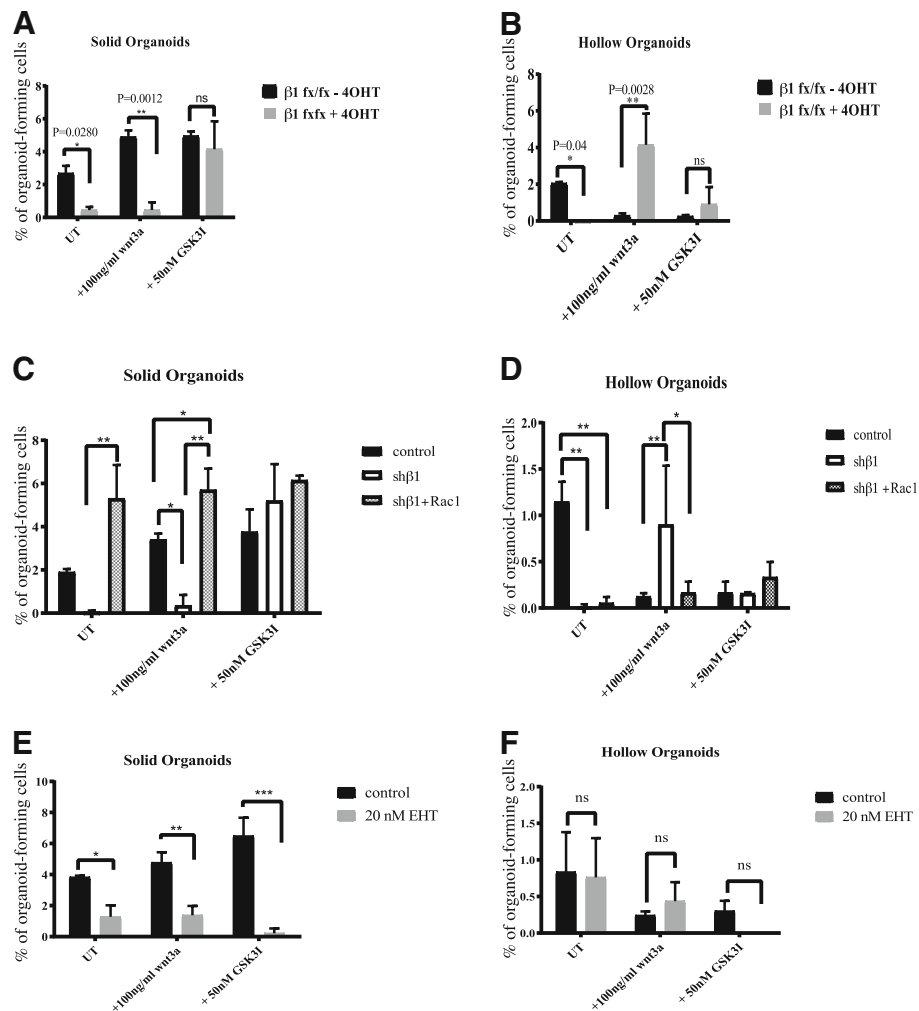 A
Solid Organoids
% of organoid-forming cells
8
6
4
2
0
P=0.0280
*
P=0.0012
**
ns
UT
+100ng/ml wnt3a
+ 50nM GSK3I
β1 fx/fx - 4OHT
β1 fxfx + 4OHT
B
Hollow Organoids
% of organoid-forming cells
8
6
4
2
0
P=0.04
*
P=0.0028
**
ns
UT
+100ng/ml wnt3a
+ 50nM GSK3I
β1 fx/fx - 4OHT
β1 fx/fx + 4OHT
C
Solid Organoids
% of organoid-forming cells
8
6
4
2
0
**
*
**
*
UT
+100ng/ml wnt3a
+ 50nM GSK3I
control
shβ1
shβ1+Rac1
D
Hollow Organoids
% of organoid-forming cells
2.0
1.5
1.0
0.5
0.0
**
**
**
*
UT
+100ng/ml wnt3a
+ 50nM GSK3I
control
shβ1
shβ1 +Rac1
E
Solid Organoids
% of organoid-forming cells
10
8
6
4
2
0
*
**
***
UT
+100ng/ml wnt3a
+ 50nM GSK3I
control
20 nM EHT
F
Hollow Organoids
% of organoid-forming cells
2.0
1.5
1.0
0.5
0.0
ns
ns
ns
UT
+100ng/ml wnt3a
+ 50nM GSK3I
control
20 nM EHT